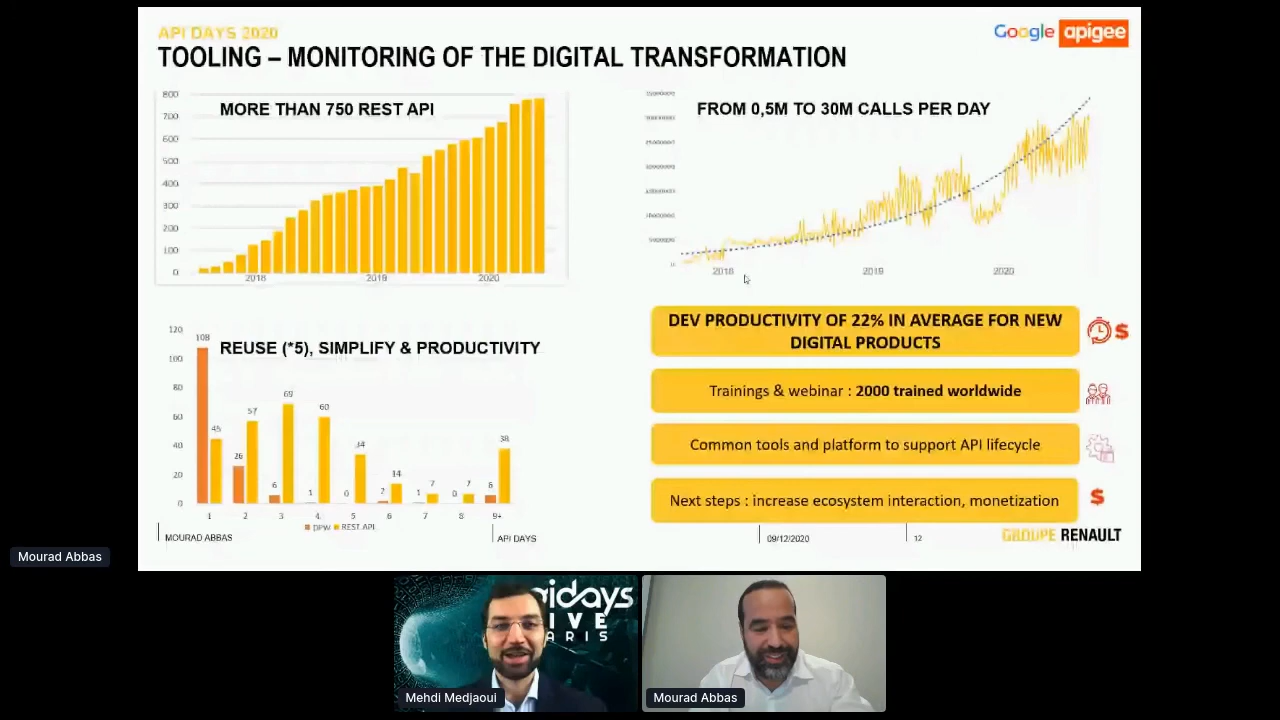 API DAYS 2020
TOOLING – MONITORING OF THE DIGITAL TRANSFORMATION
Google apigee
MORE THAN 750 REST API
800
700
600
500
400
300
200
100
0
2018 2019 2020
FROM 0,5M TO 30M CALLS PER DAY
0
2018 2019 2020
REUSE (*5), SIMPLIFY & PRODUCTIVITY
120
100
80
60
40
20
0
108 45 26 57 6 69 1 60 0 34 2 14 1 7 0 7 6 38
1 2 3 4 5 6 7 8 9+
DPW REST API
DEV PRODUCTIVITY OF 22% IN AVERAGE FOR NEW
DIGITAL PRODUCTS
$
Trainings & webinar : 2000 trained worldwide
Common tools and platform to support API lifecycle
Next steps : increase ecosystem interaction, monetization
$
MOURAD ABBAS
API DAYS
09/12/2020
12
GROUPE RENAULT
Mourad Abbas
apidays
LIVE
PARIS
Mehdi Medjaoui
Mourad Abbas